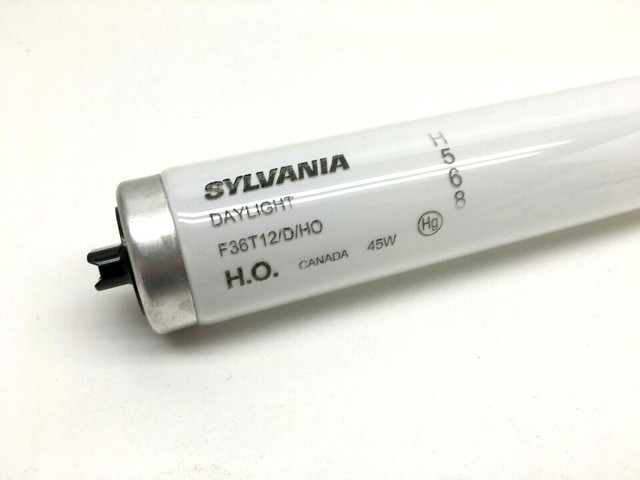 SYLVANIA
DAYLIGHT
F36T12/D/HO
H.O. CANADA 45W Hg
H
5
6
8